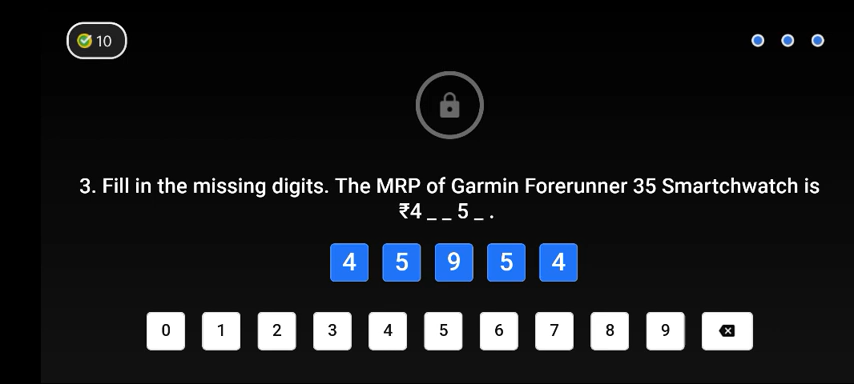 10
3. Fill in the missing digits. The MRP of Garmin Forerunner 35 Smartchwatch is
₹4 _ _ 5 _ .
4 5 9 5 4
0 1 2 3 4 5 6 7 8 9